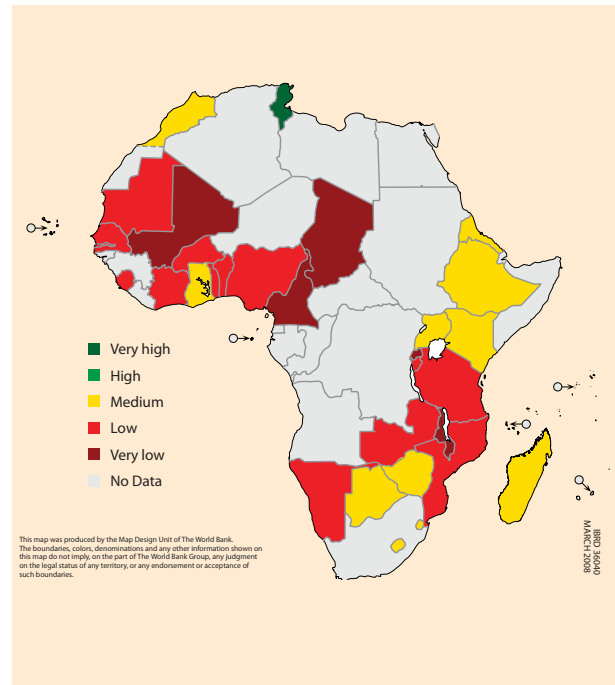 Very high
High
Medium
Low
Very low
No Data
This map was produced by the Map Design Unit of The World Bank.
The boundaries, colors, denominations and any other information shown on
this map do not imply, on the part of The World Bank Group, any judgment
on the legal status of any territory, or any endorsement or acceptance of
such boundaries.
IBRD 36040
MARCH 2008